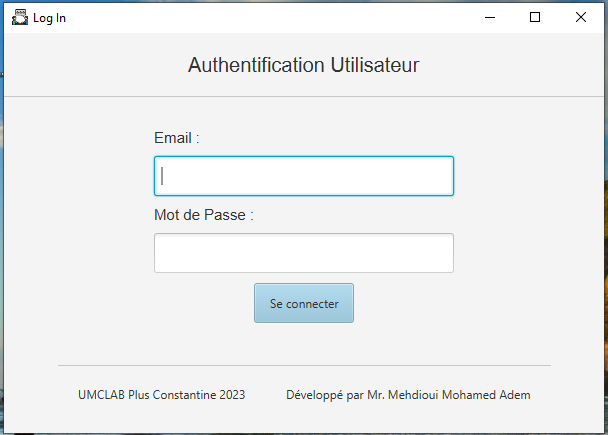 Log In
Authentification Utilisateur
Email :
Mot de Passe :
Se connecter
UMCLAB Plus Constantine 2023 Développé par Mr. Mehdioui Mohamed Adem